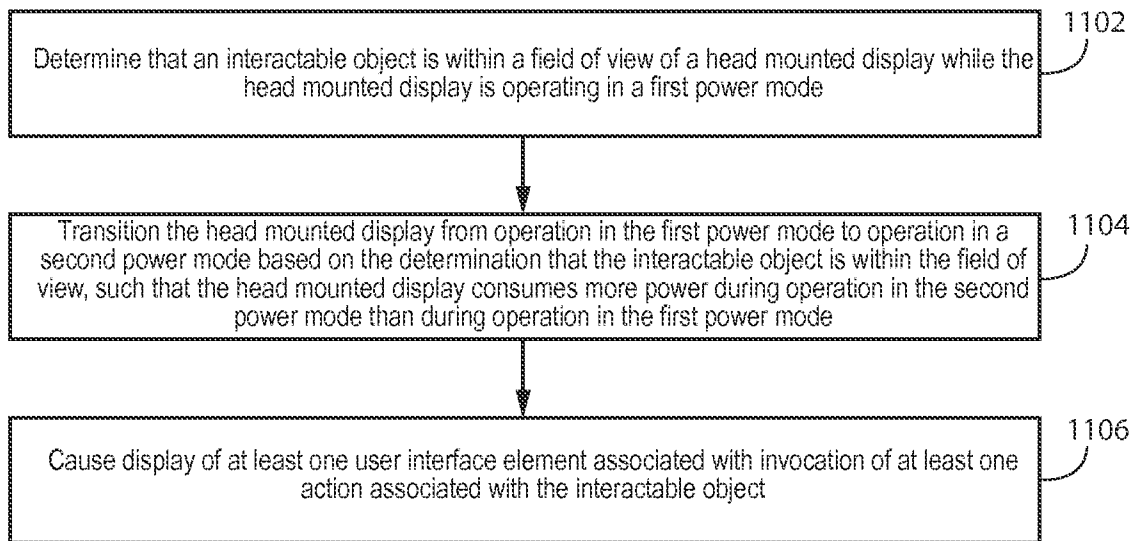 1102
Determine that an interactable object is within a field of view of a head mounted display while the
head mounted display is operating in a first power mode
1104
Transition the head mounted display from operation in the first power mode to operation in a
second power mode based on the determination that the interactable object is within the field of
view, such that the head mounted display consumes more power during operation in the second
power mode than during operation in the first power mode
1106
Cause display of at least one user interface element associated with invocation of at least one
action associated with the interactable object